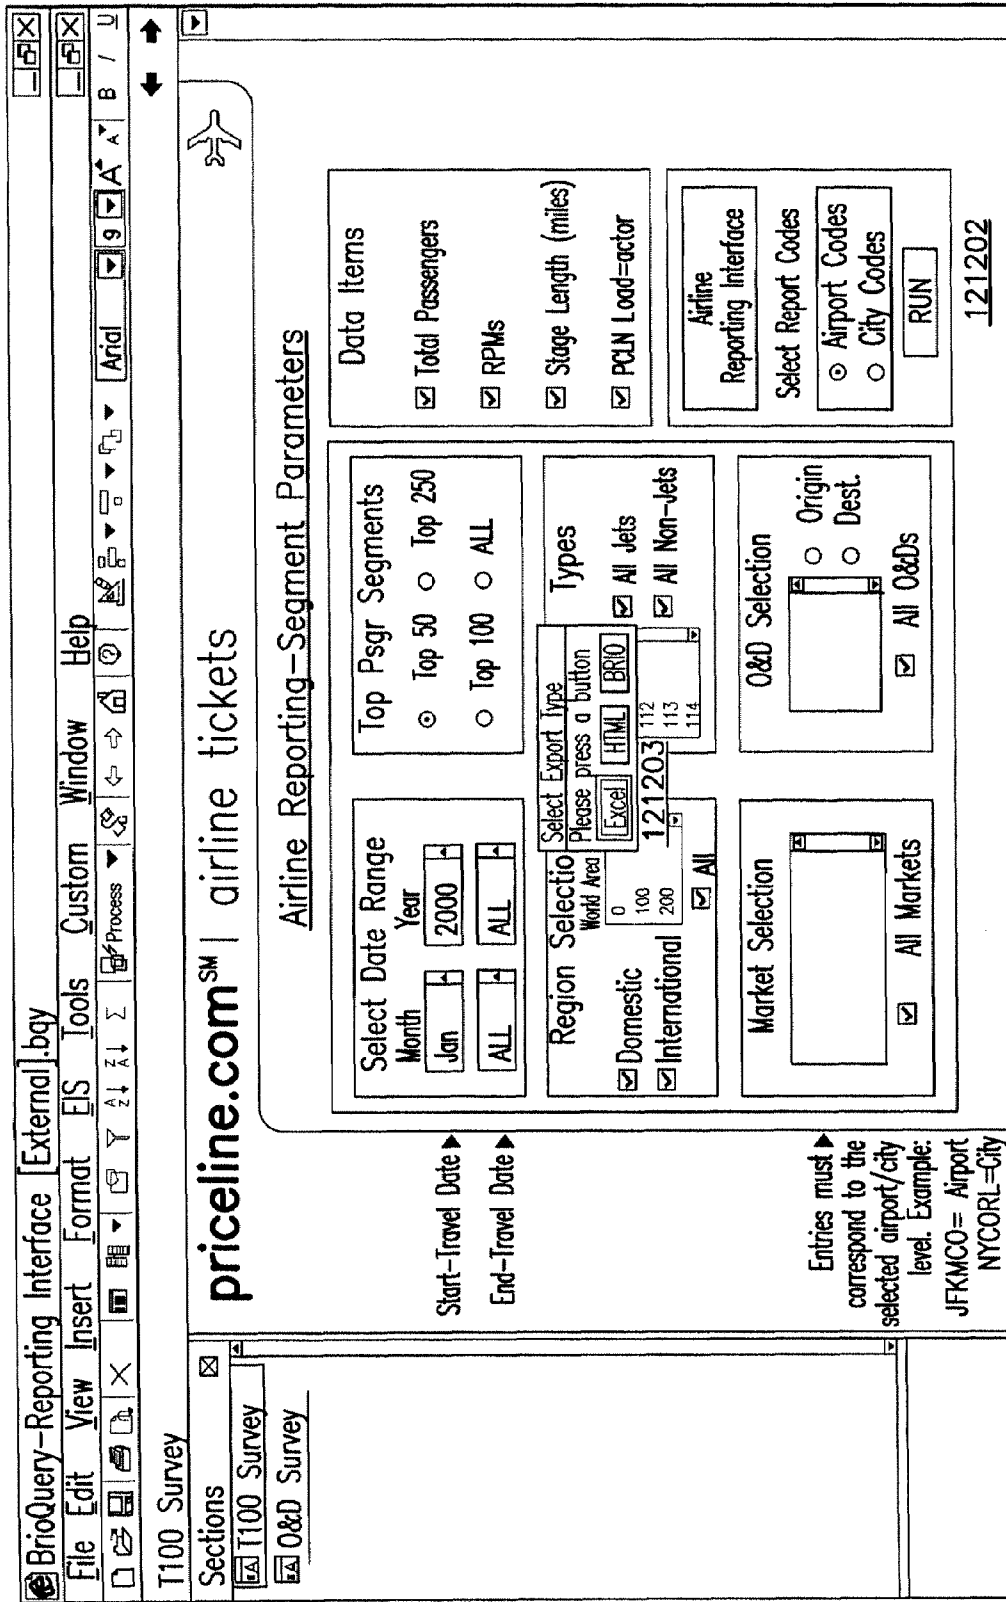 BrioQuery-Reporting Interface [External].bqy
File Edit View Insert Format EIS Tools Custom Window Help
Process Arial 9 A A B I U
T100 Survey
Sections
T100 Survey
O&D Survey
priceline.com℠ | airline tickets
Airline Reporting-Segment Parameters
Start-Travel Date
End-Travel Date
Select Date Range
Month Year
Jan 2000
ALL ALL
Top Psgr Segments
Top 50 Top 250
Top 100 ALL
Data Items
Total Passengers
RPMs
Stage Length (miles)
PCLN Load=actor
Region Selectio
World Area
Domestic
International
0
100
200
All
Select Export Type
Please press a button
Excel HTML BRIO
121203
112
113
114
Types
All Jets
All Non-Jets
Entries must
correspond to the
selected airport/city
level. Example:
JFKMCO= Airport
NYCORL=City
Market Selection
All Markets
O&D Selection
Origin
Dest.
All O&Ds
Airline
Reporting Interface
Select Report Codes
Airport Codes
City Codes
RUN
121202